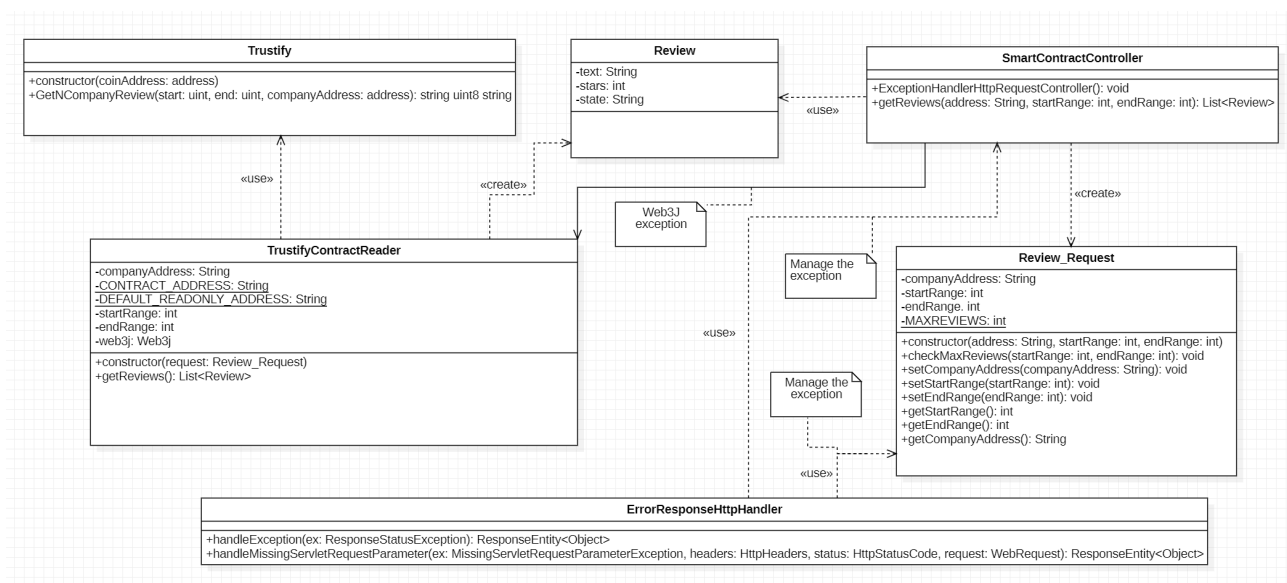 Trustify
+constructor(coinAddress: address)
+GetNCompanyReview(start: uint, end: uint, companyAddress: address): string uint8 string
Review
-text: String
-stars: int
-state: String
SmartContractController
+ExceptionHandlerHttpRequestController(): void
+getReviews(address: String, startRange: int, endRange: int): List<Review>
«use»
«use»
«create»
«create»
Web3J
exception
Manage the
exception
TrustifyContractReader
-companyAddress: String
-CONTRACT_ADDRESS: String
-DEFAULT_READONLY_ADDRESS: String
-startRange: int
-endRange: int
-web3j: Web3j
+constructor(request: Review_Request)
+getReviews(): List<Review>
Review_Request
-companyAddress: String
-startRange: int
-endRange. int
-MAXREVIEWS: int
+constructor(address: String, startRange: int, endRange: int)
+checkMaxReviews(startRange: int, endRange: int): void
+setCompanyAddress(companyAddress: String): void
+setStartRange(startRange: int): void
+setEndRange(endRange: int): void
+getStartRange(): int
+getEndRange(): int
+getCompanyAddress(): String
«use»
Manage the
exception
«use»
ErrorResponseHttpHandler
+handleException(ex: ResponseStatusException): ResponseEntity<Object>
+handleMissingServletRequestParameter(ex: MissingServletRequestParameterException, headers: HttpHeaders, status: HttpStatusCode, request: WebRequest): ResponseEntity<Object>